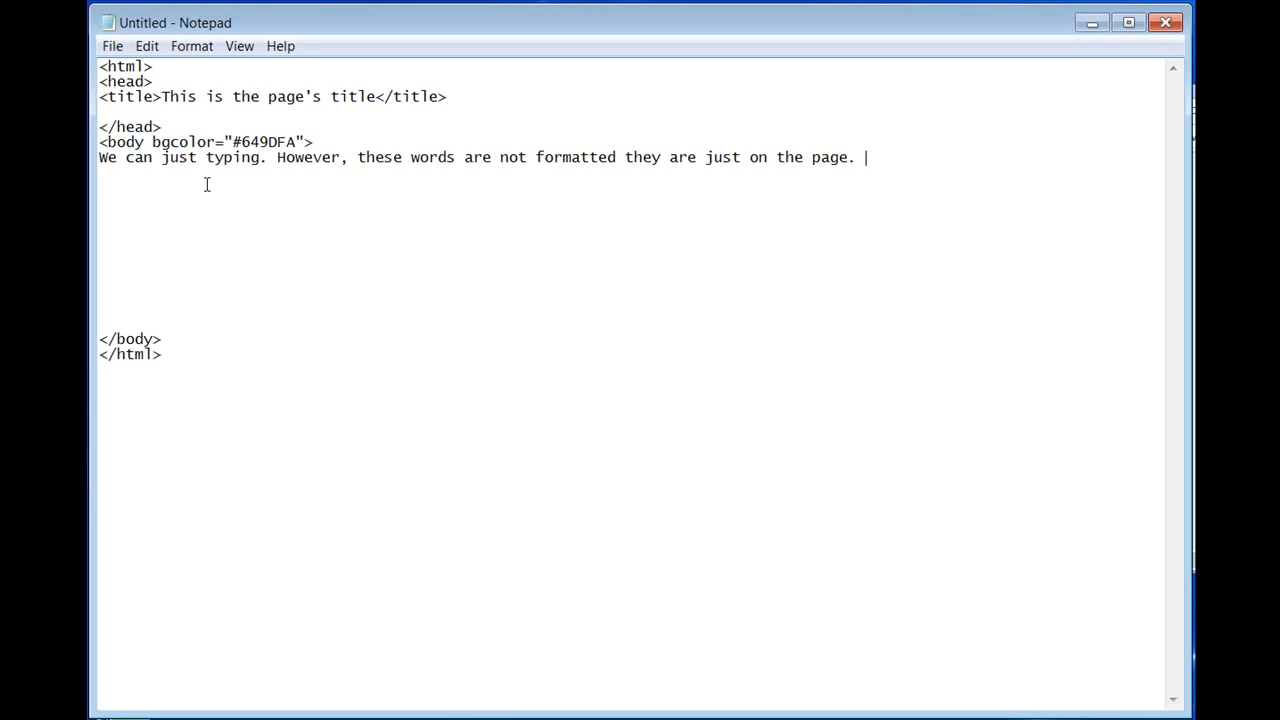 Untitled - Notepad
File Edit Format View Help
<html>
<head>
<title>This is the page's title</title>
</head>
<body bgcolor="#649DFA">
We can just typing. However, these words are not formatted they are just on the page.
</body>
</html>